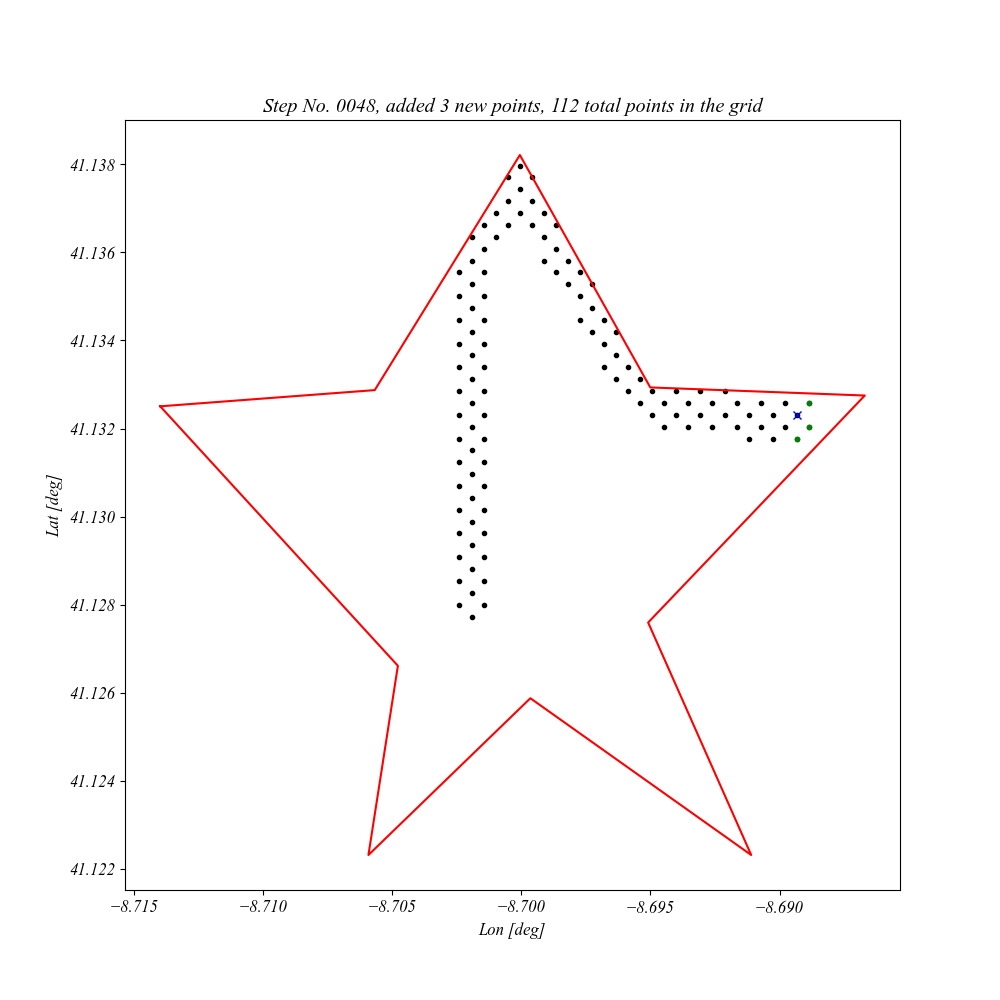 Step No. 0048, added 3 new points, 112 total points in the grid
41.138
41.136
41.134
41.132
41.130
41.128
41.126
41.124
41.122
Lat [deg]
−8.715 −8.710 −8.705 −8.700 −8.695 −8.690
Lon [deg]